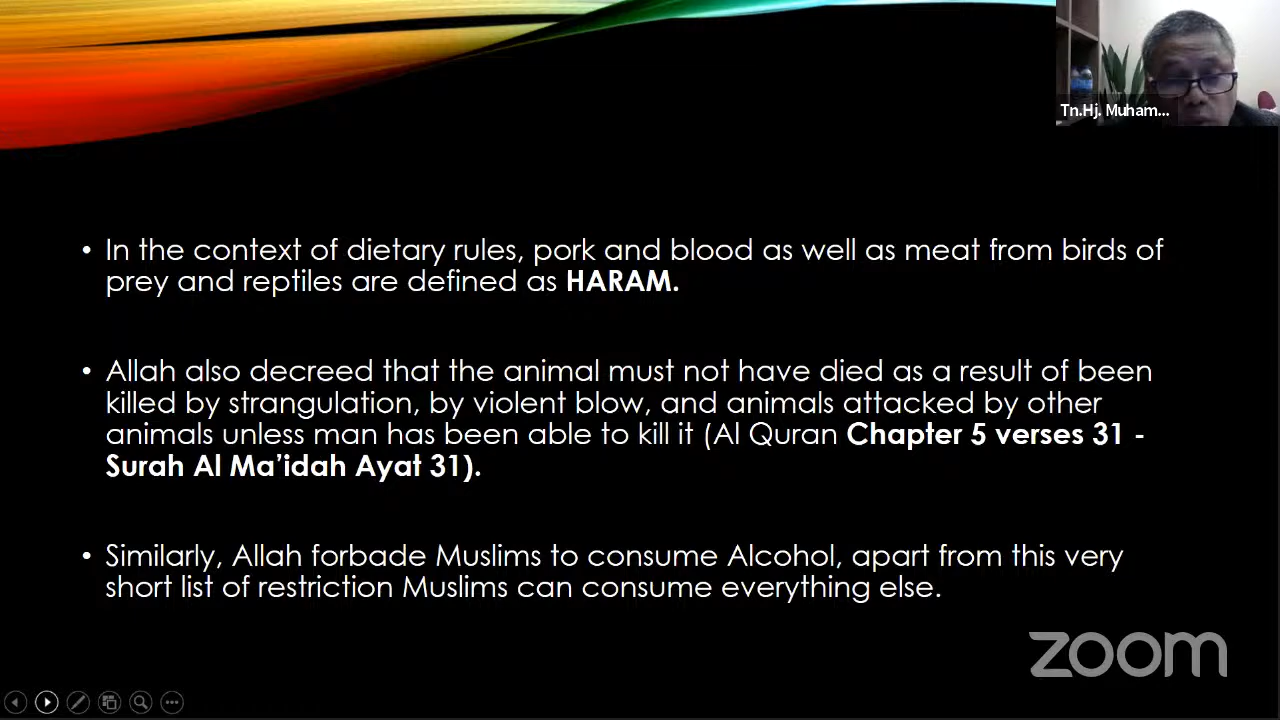 Tn.Hj. Muham...
• In the context of dietary rules, pork and blood as well as meat from birds of
prey and reptiles are defined as HARAM.
• Allah also decreed that the animal must not have died as a result of been
killed by strangulation, by violent blow, and animals attacked by other
animals unless man has been able to kill it (Al Quran Chapter 5 verses 31 -
Surah Al Ma’idah Ayat 31).
• Similarly, Allah forbade Muslims to consume Alcohol, apart from this very
short list of restriction Muslims can consume everything else.
zoom